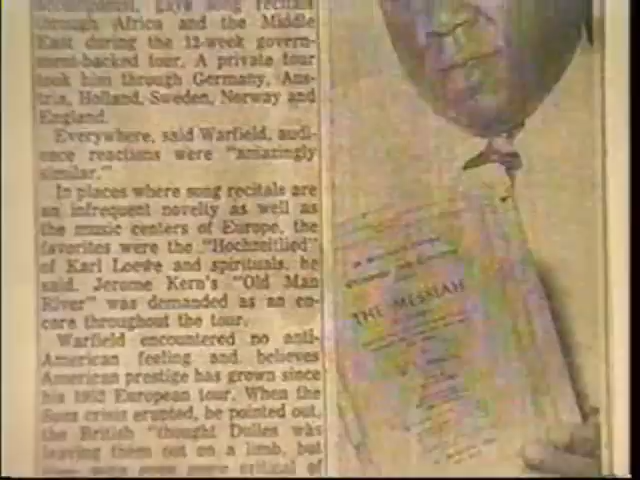 through Africa and the Middle
East during the 12-week govern-
ment-backed tour. A private tour
took him through Germany, Aus-
tria, Holland, Sweden, Norway and
England.
Everywhere, said Warfield, audi-
ence reactions were "amazingly
similar."
In places where song recitals are
an infrequent novelty as well as
the music centers of Europe, the
favorites were the "Hochzeitlied"
of Karl Loewe and spirituals, he
said. Jerome Kern's "Old Man
River" was demanded as an en-
core throughout the tour.
Warfield encountered no anti-
American feeling and believes
American prestige has grown since
his 1952 European tour. When the
Suez crisis erupted, he pointed out,
the British "thought Dulles was
leaving them out on a limb, but
critical of
THE MESSIAH